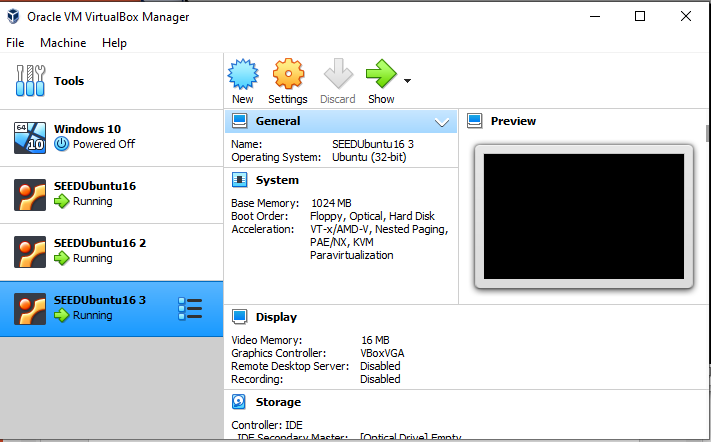 Oracle VM VirtualBox Manager
File Machine Help
Tools
64
10
Windows 10
Powered Off
SEEDUbuntu16
Running
SEEDUbuntu16 2
Running
SEEDUbuntu16 3
Running
New Settings Discard Show
General
Name: SEEDUbuntu16 3
Operating System: Ubuntu (32-bit)
System
Base Memory: 1024 MB
Boot Order: Floppy, Optical, Hard Disk
Acceleration: VT-x/AMD-V, Nested Paging,
PAE/NX, KVM
Paravirtualization
Display
Video Memory: 16 MB
Graphics Controller: VBoxVGA
Remote Desktop Server: Disabled
Recording: Disabled
Storage
Controller: IDE
IDE Secondary Master: [Optical Drive] Empty
Preview